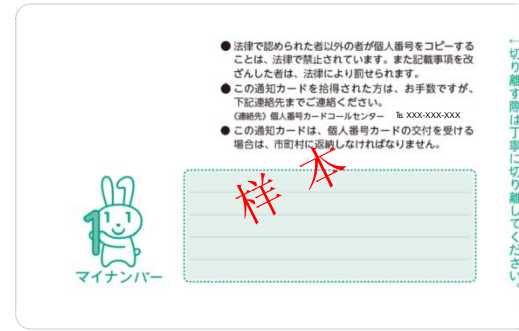 ●法律で認められた者以外の者が個人番号をコピーする
ことは、法律で禁止されています。また記載事項を改
ざんした者は、法律により罰せられます。
●この通知カードを拾得された方は、お手数ですが、
下記連絡先までご連絡ください。
〈連絡先〉個人番号カードコールセンター ℡ XXX-XXX-XXX
●この通知カードは、個人番号カードの交付を受ける
場合は、市町村に返納しなければなりません。
样本
1
マイナンバー
←切り離す際は丁寧に切り離してください。